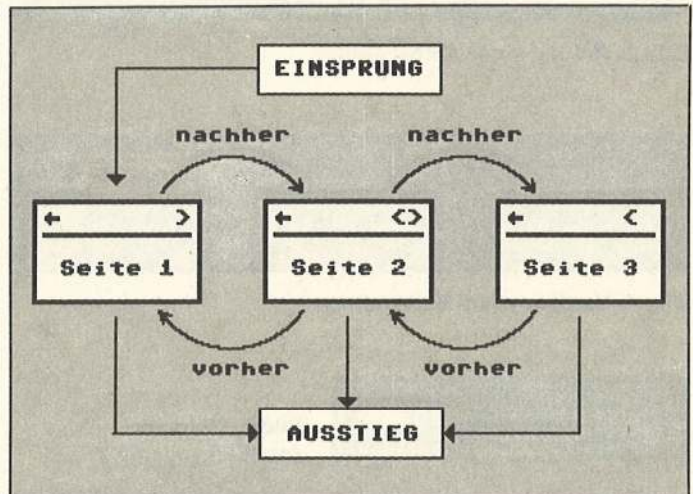 EINSPRUNG
nachher nachher
← > ← <> ← <
Seite 1 Seite 2 Seite 3
vorher vorher
AUSSTIEG